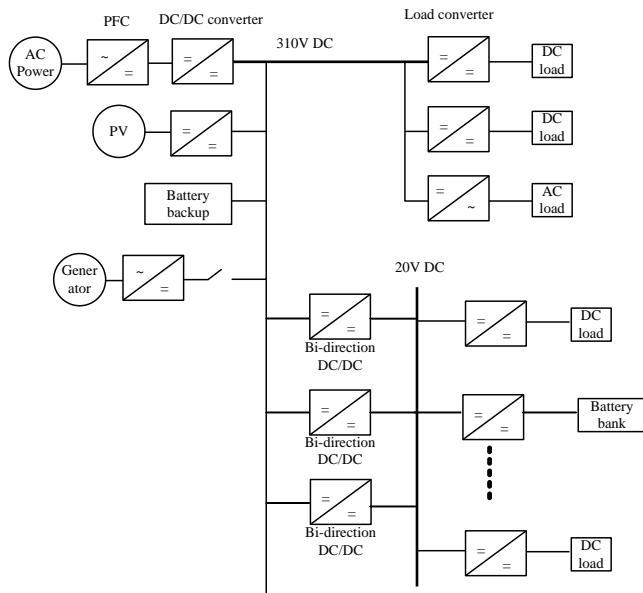 PFC
DC/DC converter
310V DC
Load converter
AC
Power
~
=
=
=
=
=
DC
load
PV
=
=
=
=
DC
load
Battery
backup
=
~
AC
load
Gener
ator
~
=
20V DC
=
=
Bi-direction
DC/DC
=
=
DC
load
=
=
Bi-direction
DC/DC
=
=
Battery
bank
=
=
Bi-direction
DC/DC
=
=
DC
load